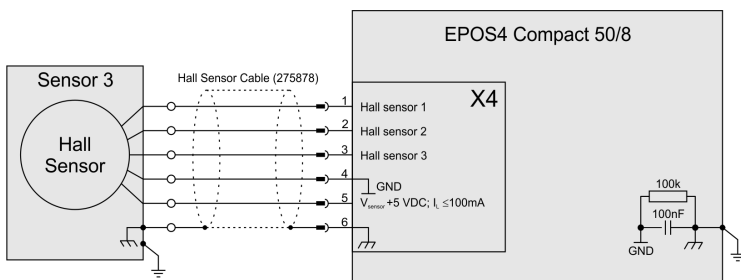 EPOS4 Compact 50/8
Sensor 3
Hall Sensor Cable (275878)
X4
Hall
Sensor
1
Hall sensor 1
2
Hall sensor 2
3
Hall sensor 3
4
GND
5
Vsensor +5 VDC; IL ≤100mA
6
100k
100nF
GND